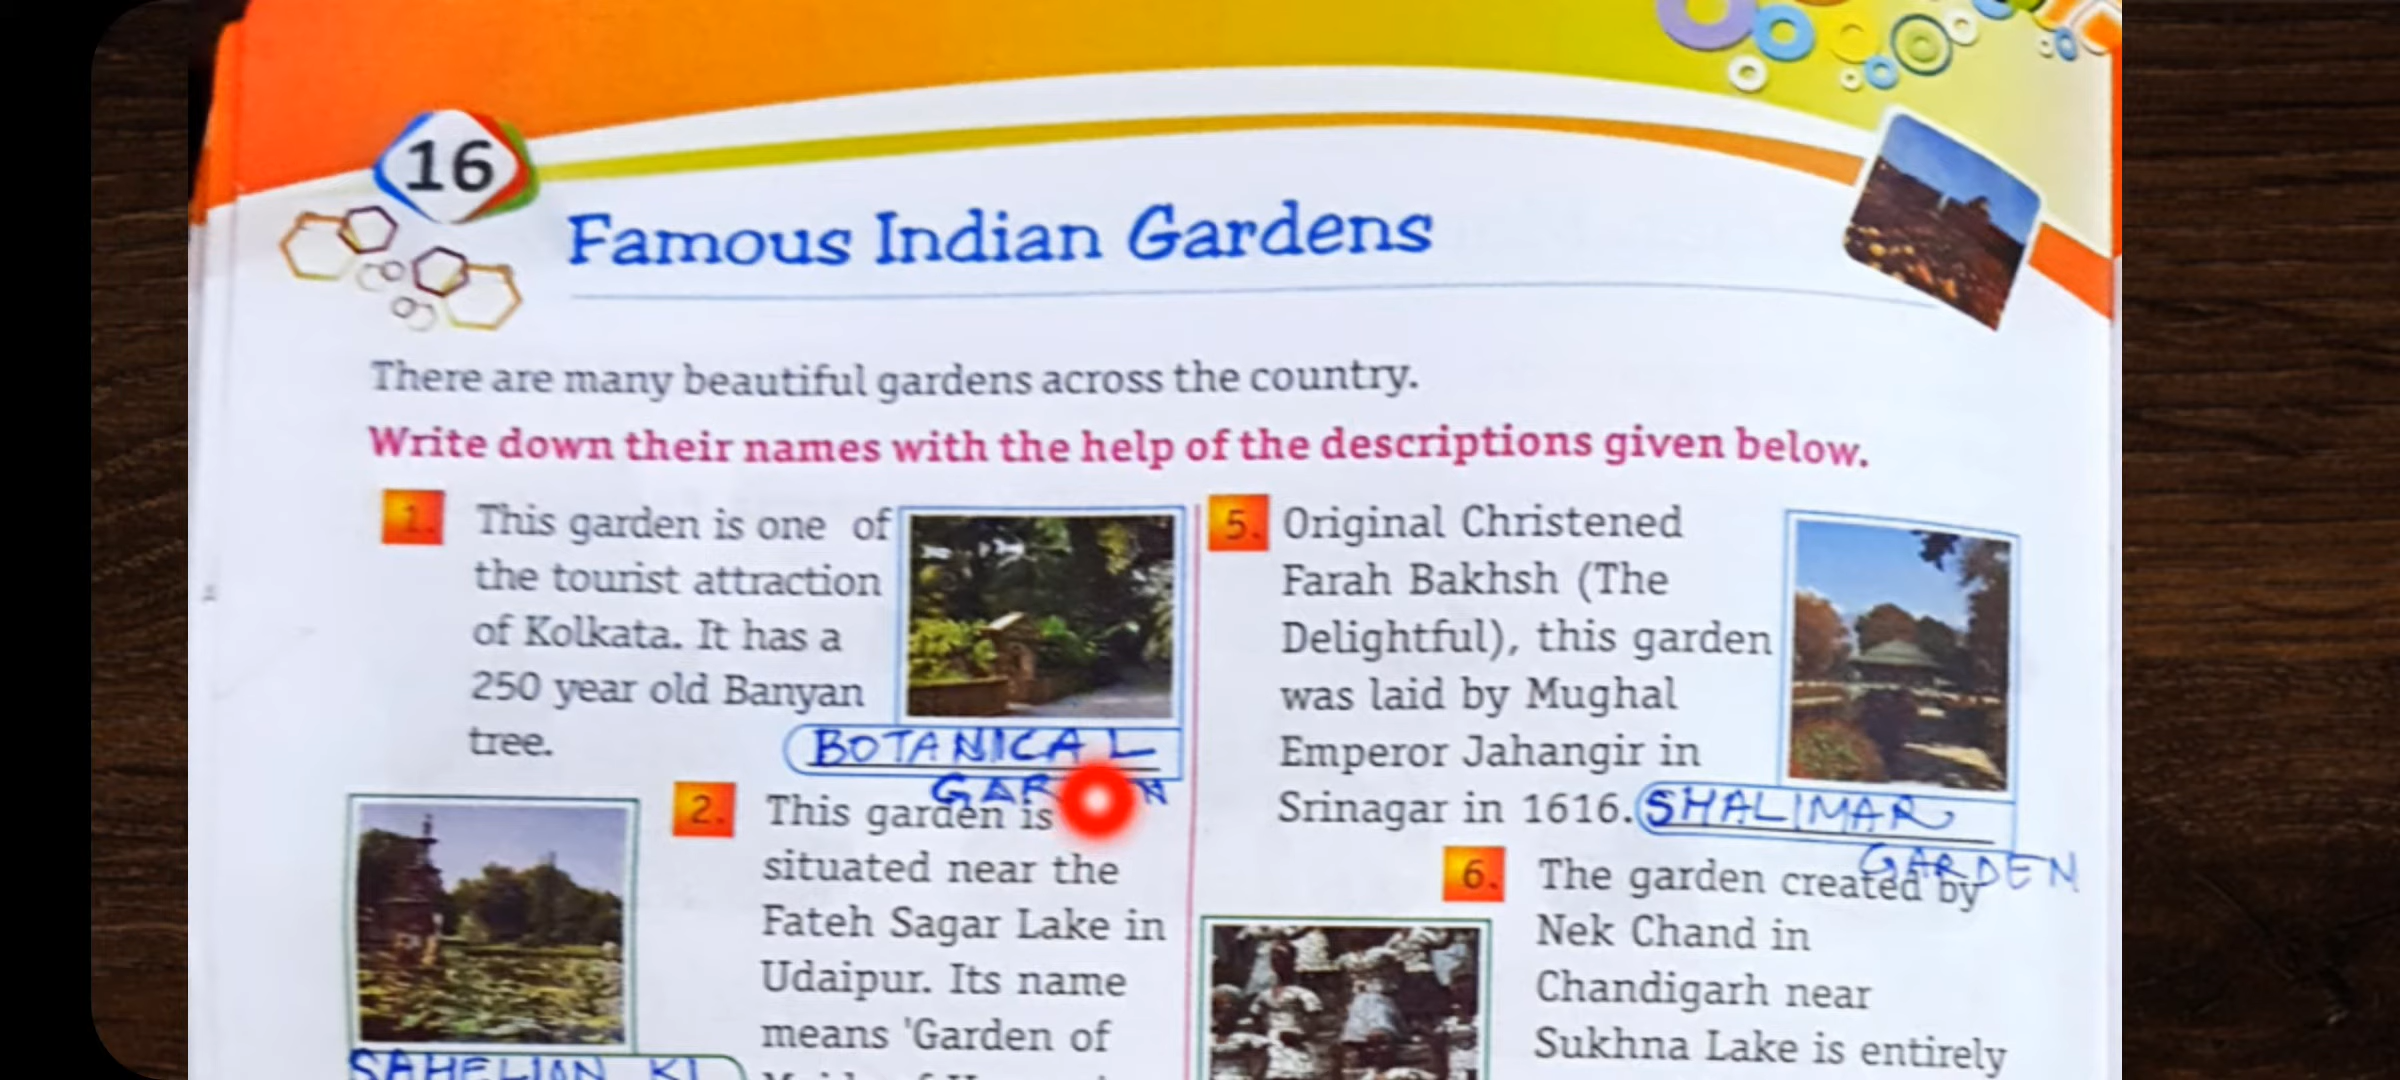 16
Famous Indian Gardens
There are many beautiful gardens across the country.
Write down their names with the help of the descriptions given below.
1. This garden is one of
the tourist attraction
of Kolkata. It has a
250 year old Banyan
tree.
BOTANICAL
2. This garden is
situated near the
Fateh Sagar Lake in
Udaipur. Its name
means 'Garden of
SAHELIAN KI
5. Original Christened
Farah Bakhsh (The
Delightful), this garden
was laid by Mughal
Emperor Jahangir in
Srinagar in 1616.
SHALIMAR
GARDEN
6. The garden created by
Nek Chand in
Chandigarh near
Sukhna Lake is entirely